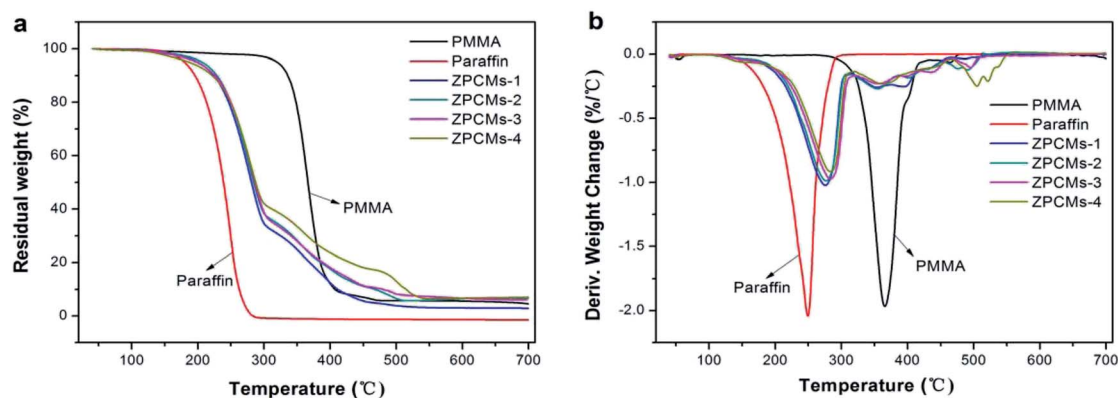 a
Residual weight (%)
100
80
60
40
20
0
100
200
300
400
500
600
700
Temperature (℃)
PMMA
Paraffin
ZPCMs-1
ZPCMs-2
ZPCMs-3
ZPCMs-4
PMMA
Paraffin
b
Deriv. Weight Change (%/℃)
0.0
-0.5
-1.0
-1.5
-2.0
100
200
300
400
500
600
700
Temperature (℃)
PMMA
Paraffin
ZPCMs-1
ZPCMs-2
ZPCMs-3
ZPCMs-4
PMMA
Paraffin